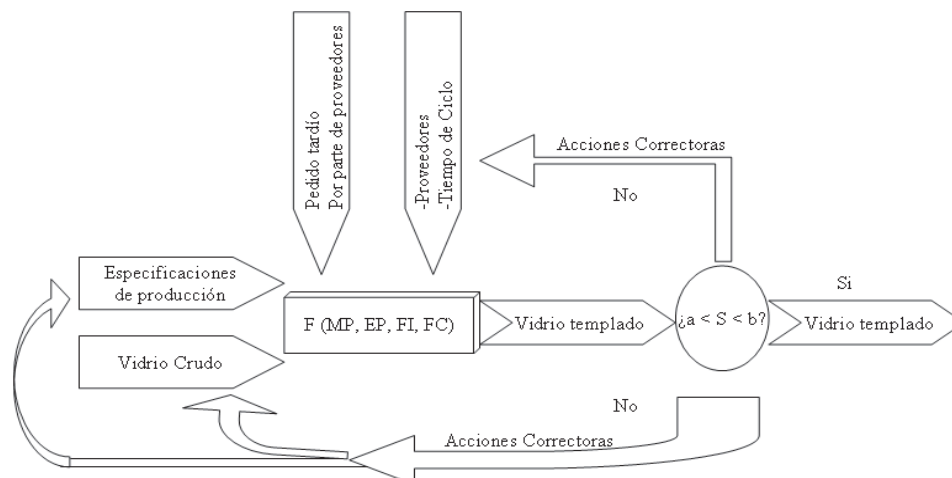 Pedido tardío
Por parte de proveedores
-Proveedores
-Tiempo de Ciclo
Acciones Correctoras
No
Especificaciones
de producción
F (MP, EP, FI, FC)
Vidrio templado
¿a < S < b?
Si
Vidrio templado
Vidrio Crudo
No
Acciones Correctoras